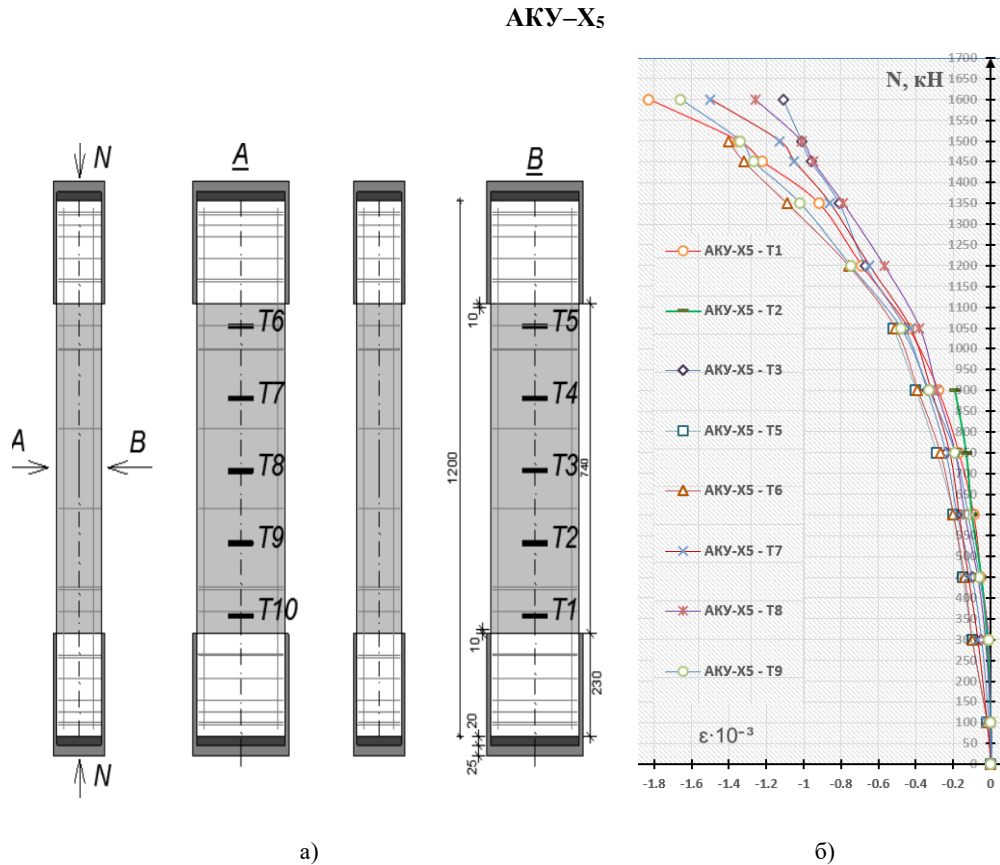 АКУ–Х₅
N
A
B
A
B
N
T6
T7
T8
T9
T10
T5
T4
T3
T2
T1
10
1200
740
10
230
20
25
а)
N, кН
1700
1650
1600
1550
1500
1450
1400
1350
1300
1250
1200
1150
1100
1050
1000
950
900
850
800
750
700
650
600
550
500
450
400
350
300
250
200
150
100
50
0
АКУ-Х5 - Т1
АКУ-Х5 - Т2
АКУ-Х5 - Т3
АКУ-Х5 - Т5
АКУ-Х5 - Т6
АКУ-Х5 - Т7
АКУ-Х5 - Т8
АКУ-Х5 - Т9
ε·10⁻³
-1.8 -1.6 -1.4 -1.2 -1 -0.8 -0.6 -0.4 -0.2 0
б)